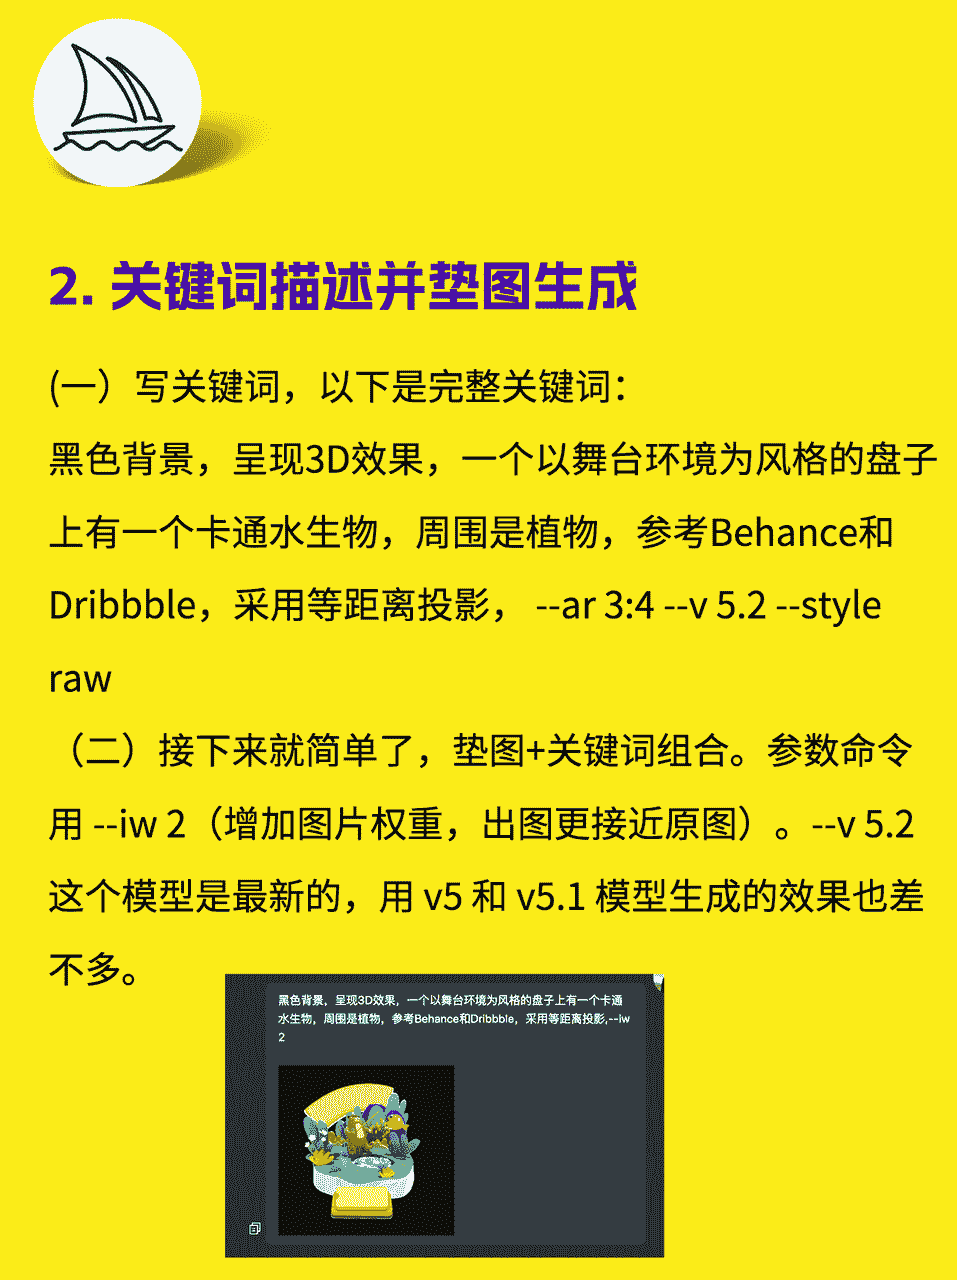 2. 关键词描述并垫图生成
(一）写关键词，以下是完整关键词：
黑色背景，呈现3D效果，一个以舞台环境为风格的盘子
上有一个卡通水生物，周围是植物，参考Behance和
Dribbble，采用等距离投影， --ar 3:4 --v 5.2 --style
raw
（二）接下来就简单了，垫图+关键词组合。参数命令
用 --iw 2（增加图片权重，出图更接近原图）。--v 5.2
这个模型是最新的，用 v5 和 v5.1 模型生成的效果也差
不多。
黑色背景，呈现3D效果，一个以舞台环境为风格的盘子上有一个卡通
水生物，周围是植物，参考Behance和Dribbble，采用等距离投影,--iw
2